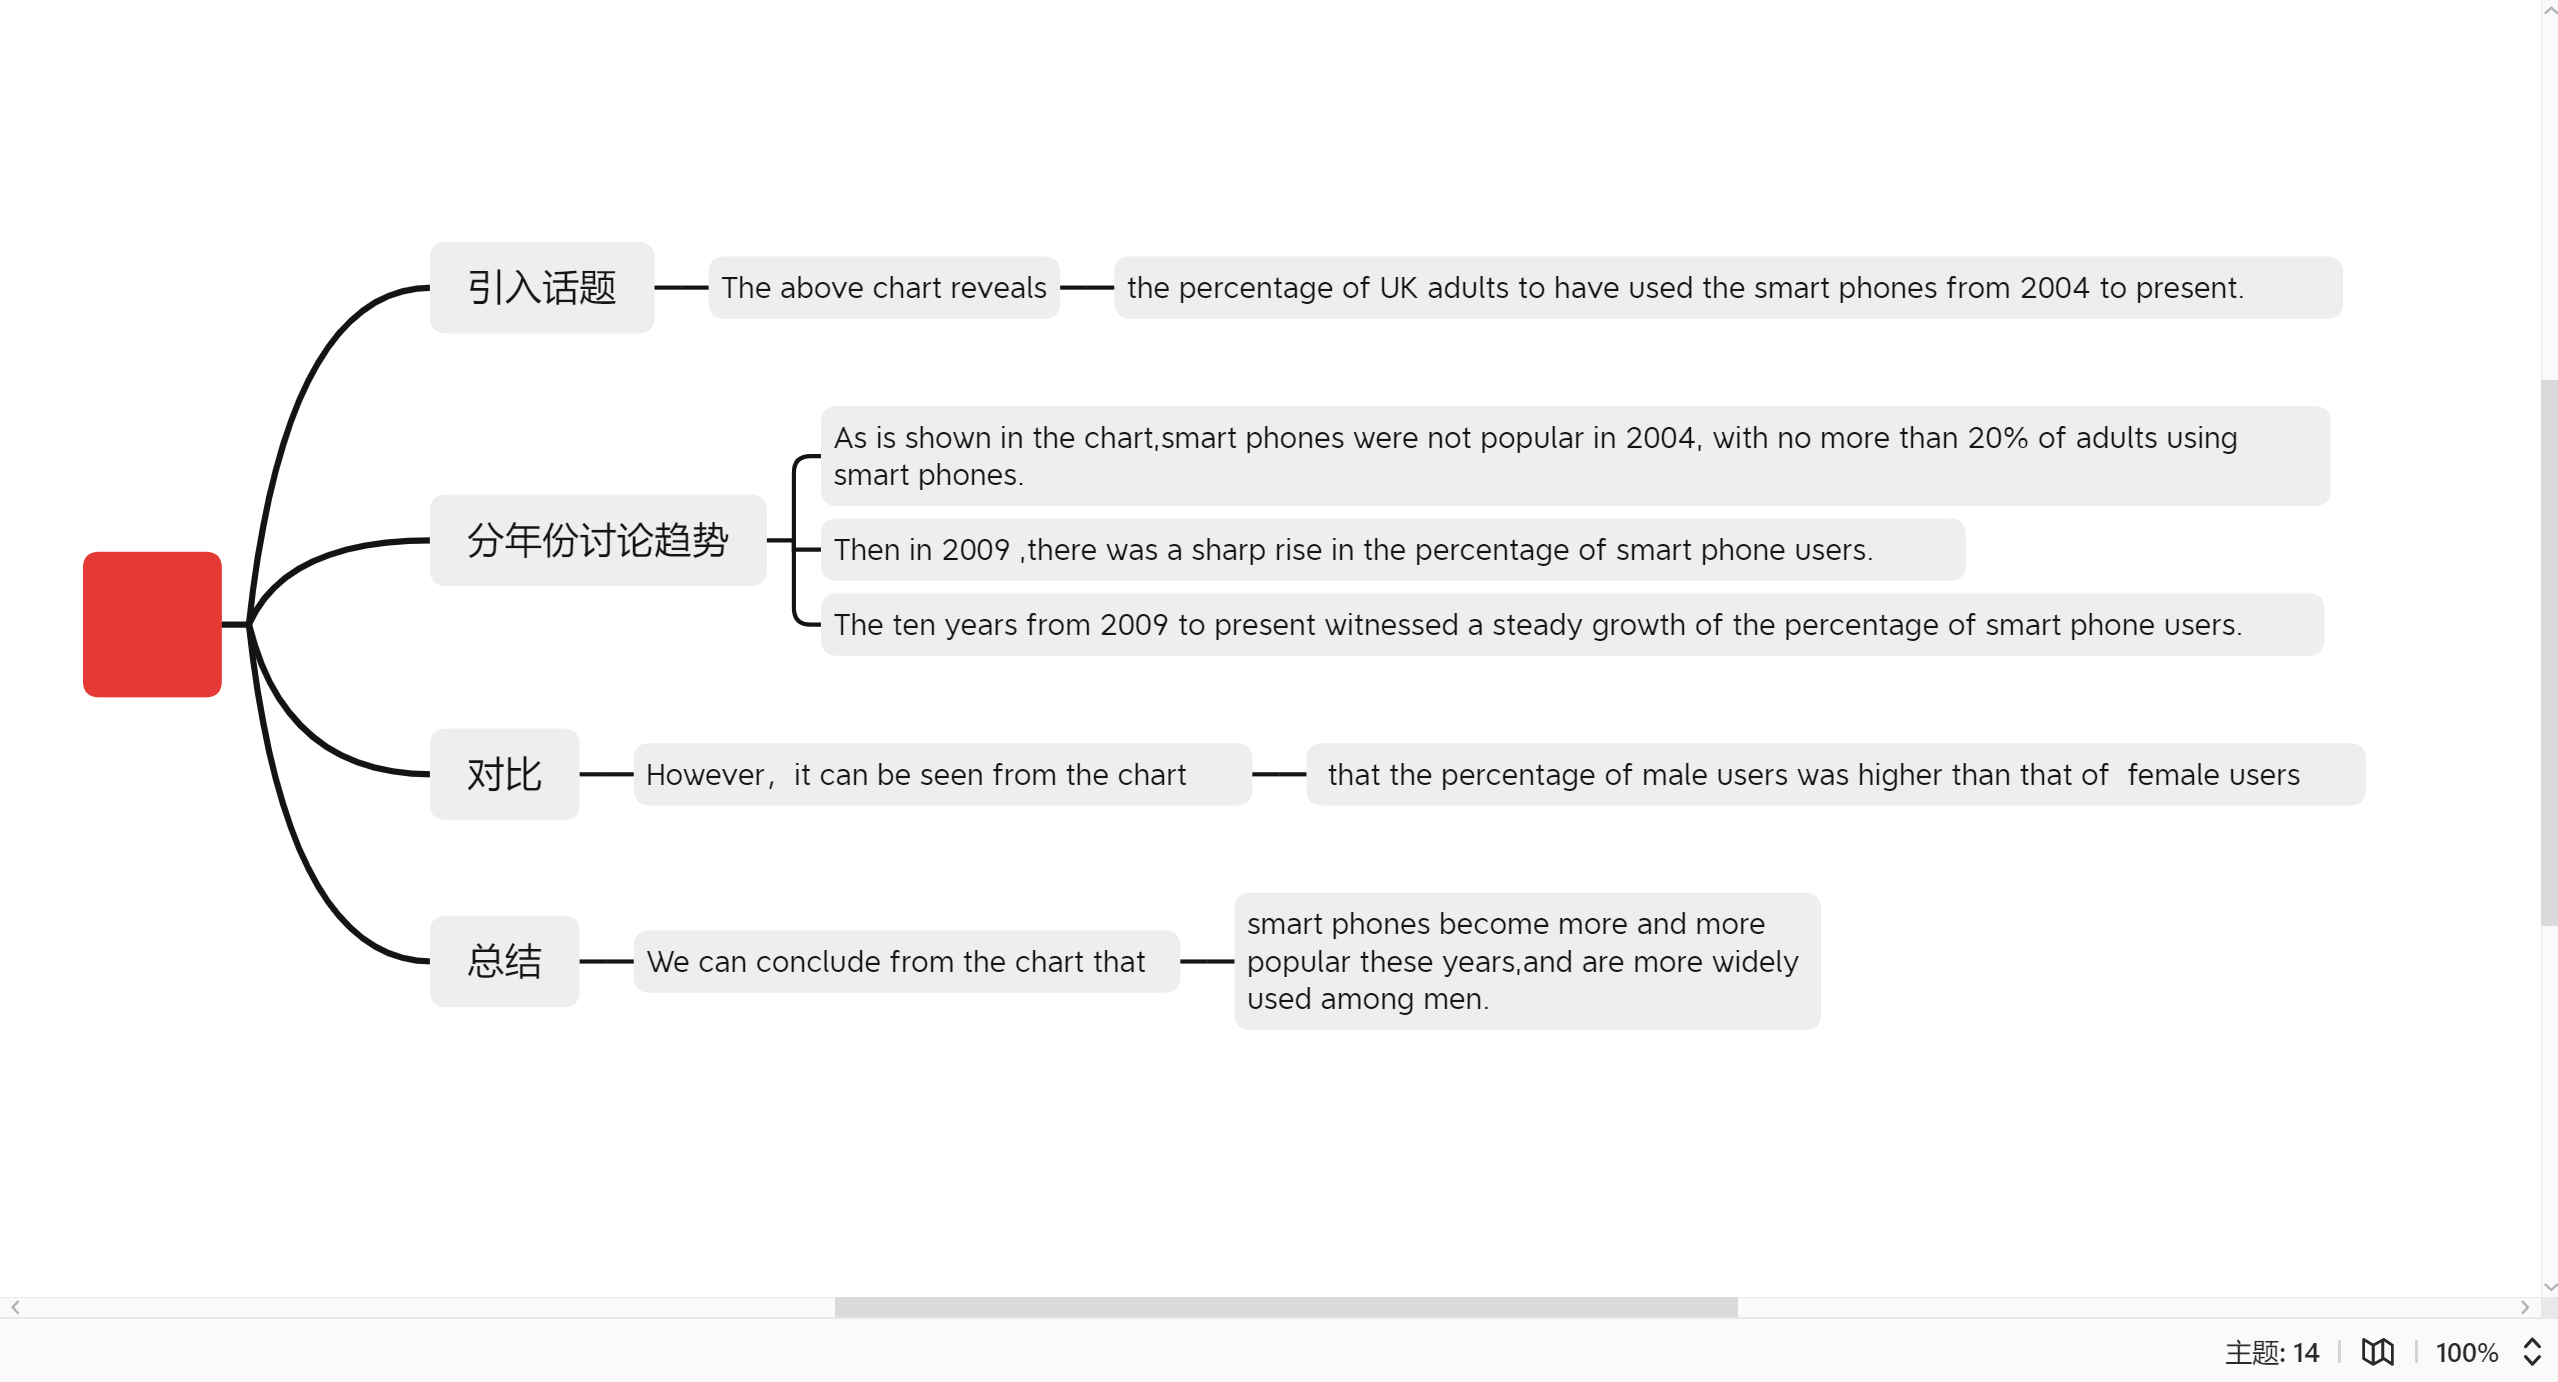 引入话题
The above chart reveals
the percentage of UK adults to have used the smart phones from 2004 to present.
分年份讨论趋势
As is shown in the chart,smart phones were not popular in 2004, with no more than 20% of adults using
smart phones.
Then in 2009 ,there was a sharp rise in the percentage of smart phone users.
The ten years from 2009 to present witnessed a steady growth of the percentage of smart phone users.
对比
However，it can be seen from the chart
that the percentage of male users was higher than that of  female users
总结
We can conclude from the chart that
smart phones become more and more
popular these years,and are more widely
used among men.
主题: 14
100%